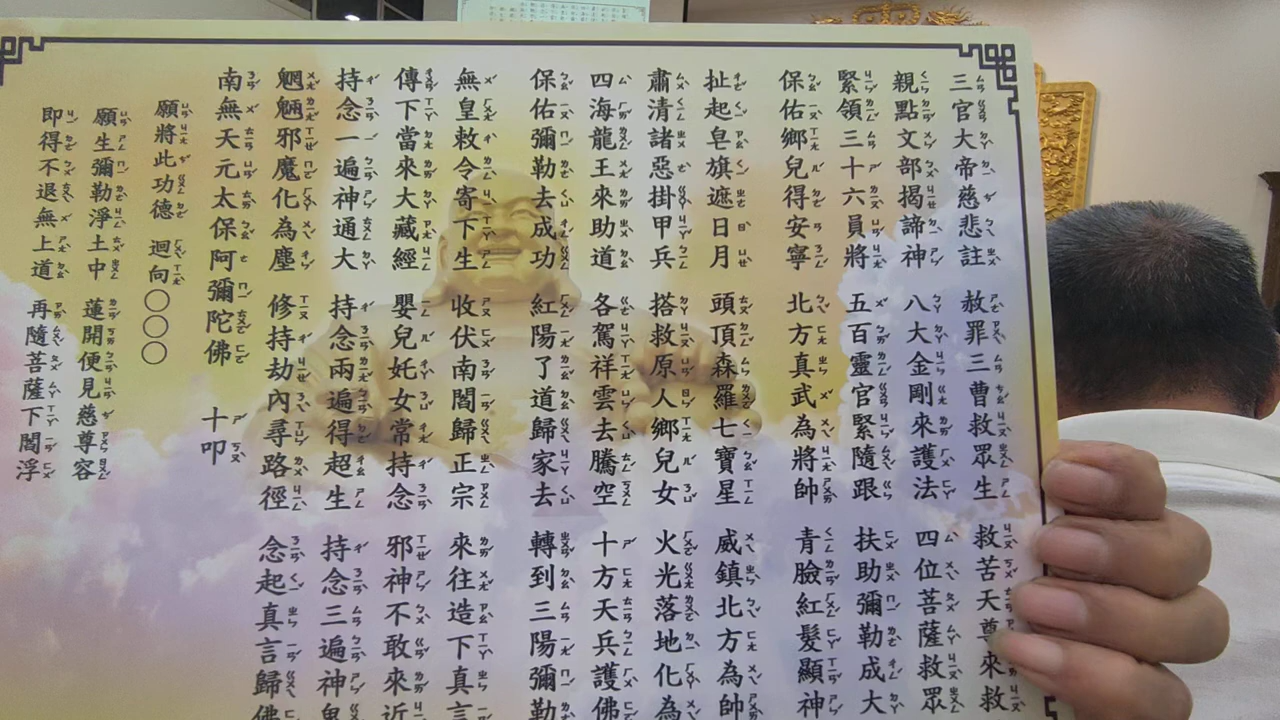 三官大帝慈悲註 赦罪三曹救眾生 救苦天尊來救
親點文部揭諦神 八大金剛來護法 四位菩薩救眾
緊領三十六員將 五百靈官緊隨跟 扶助彌勒成大
保佑鄉兒得安寧 北方真武為將帥 青臉紅髮顯神
扯起皂旗遮日月 頭頂森羅七寶星 威鎮北方為帥
肅清諸惡掛甲兵 搭救原人鄉兒女 火光落地化為
四海龍王來助道 各駕祥雲去騰空 十方天兵護佛
保佑彌勒去成功 紅陽了道歸家去 轉到三陽彌勒
無皇敕令寄下生 收伏南閻歸正宗 來往造下真言
傳下當來大藏經 嬰兒奼女常持念 邪神不敢來近
持念一遍神通大 持念兩遍得超生 持念三遍神鬼
魍魎邪魔化為塵 修持劫內尋路徑 念起真言歸佛
南無天元太保阿彌陀佛 十叩
願將此功德 迴向○○○
願生彌勒淨土中 蓮開便見慈尊容
即得不退無上道 再隨菩薩下閻浮